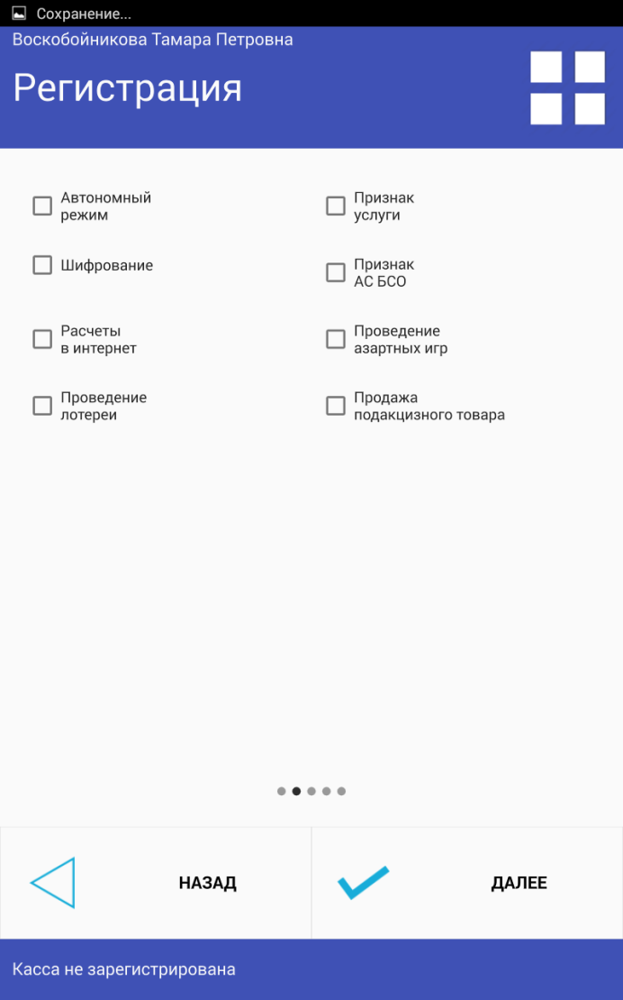 Сохранение...
Воскобойникова Тамара Петровна
Регистрация
Автономный
режим
Признак
услуги
Шифрование
Признак
АС БСО
Расчеты
в интернет
Проведение
азартных игр
Проведение
лотереи
Продажа
подакцизного товара
НАЗАД
ДАЛЕЕ
Касса не зарегистрирована